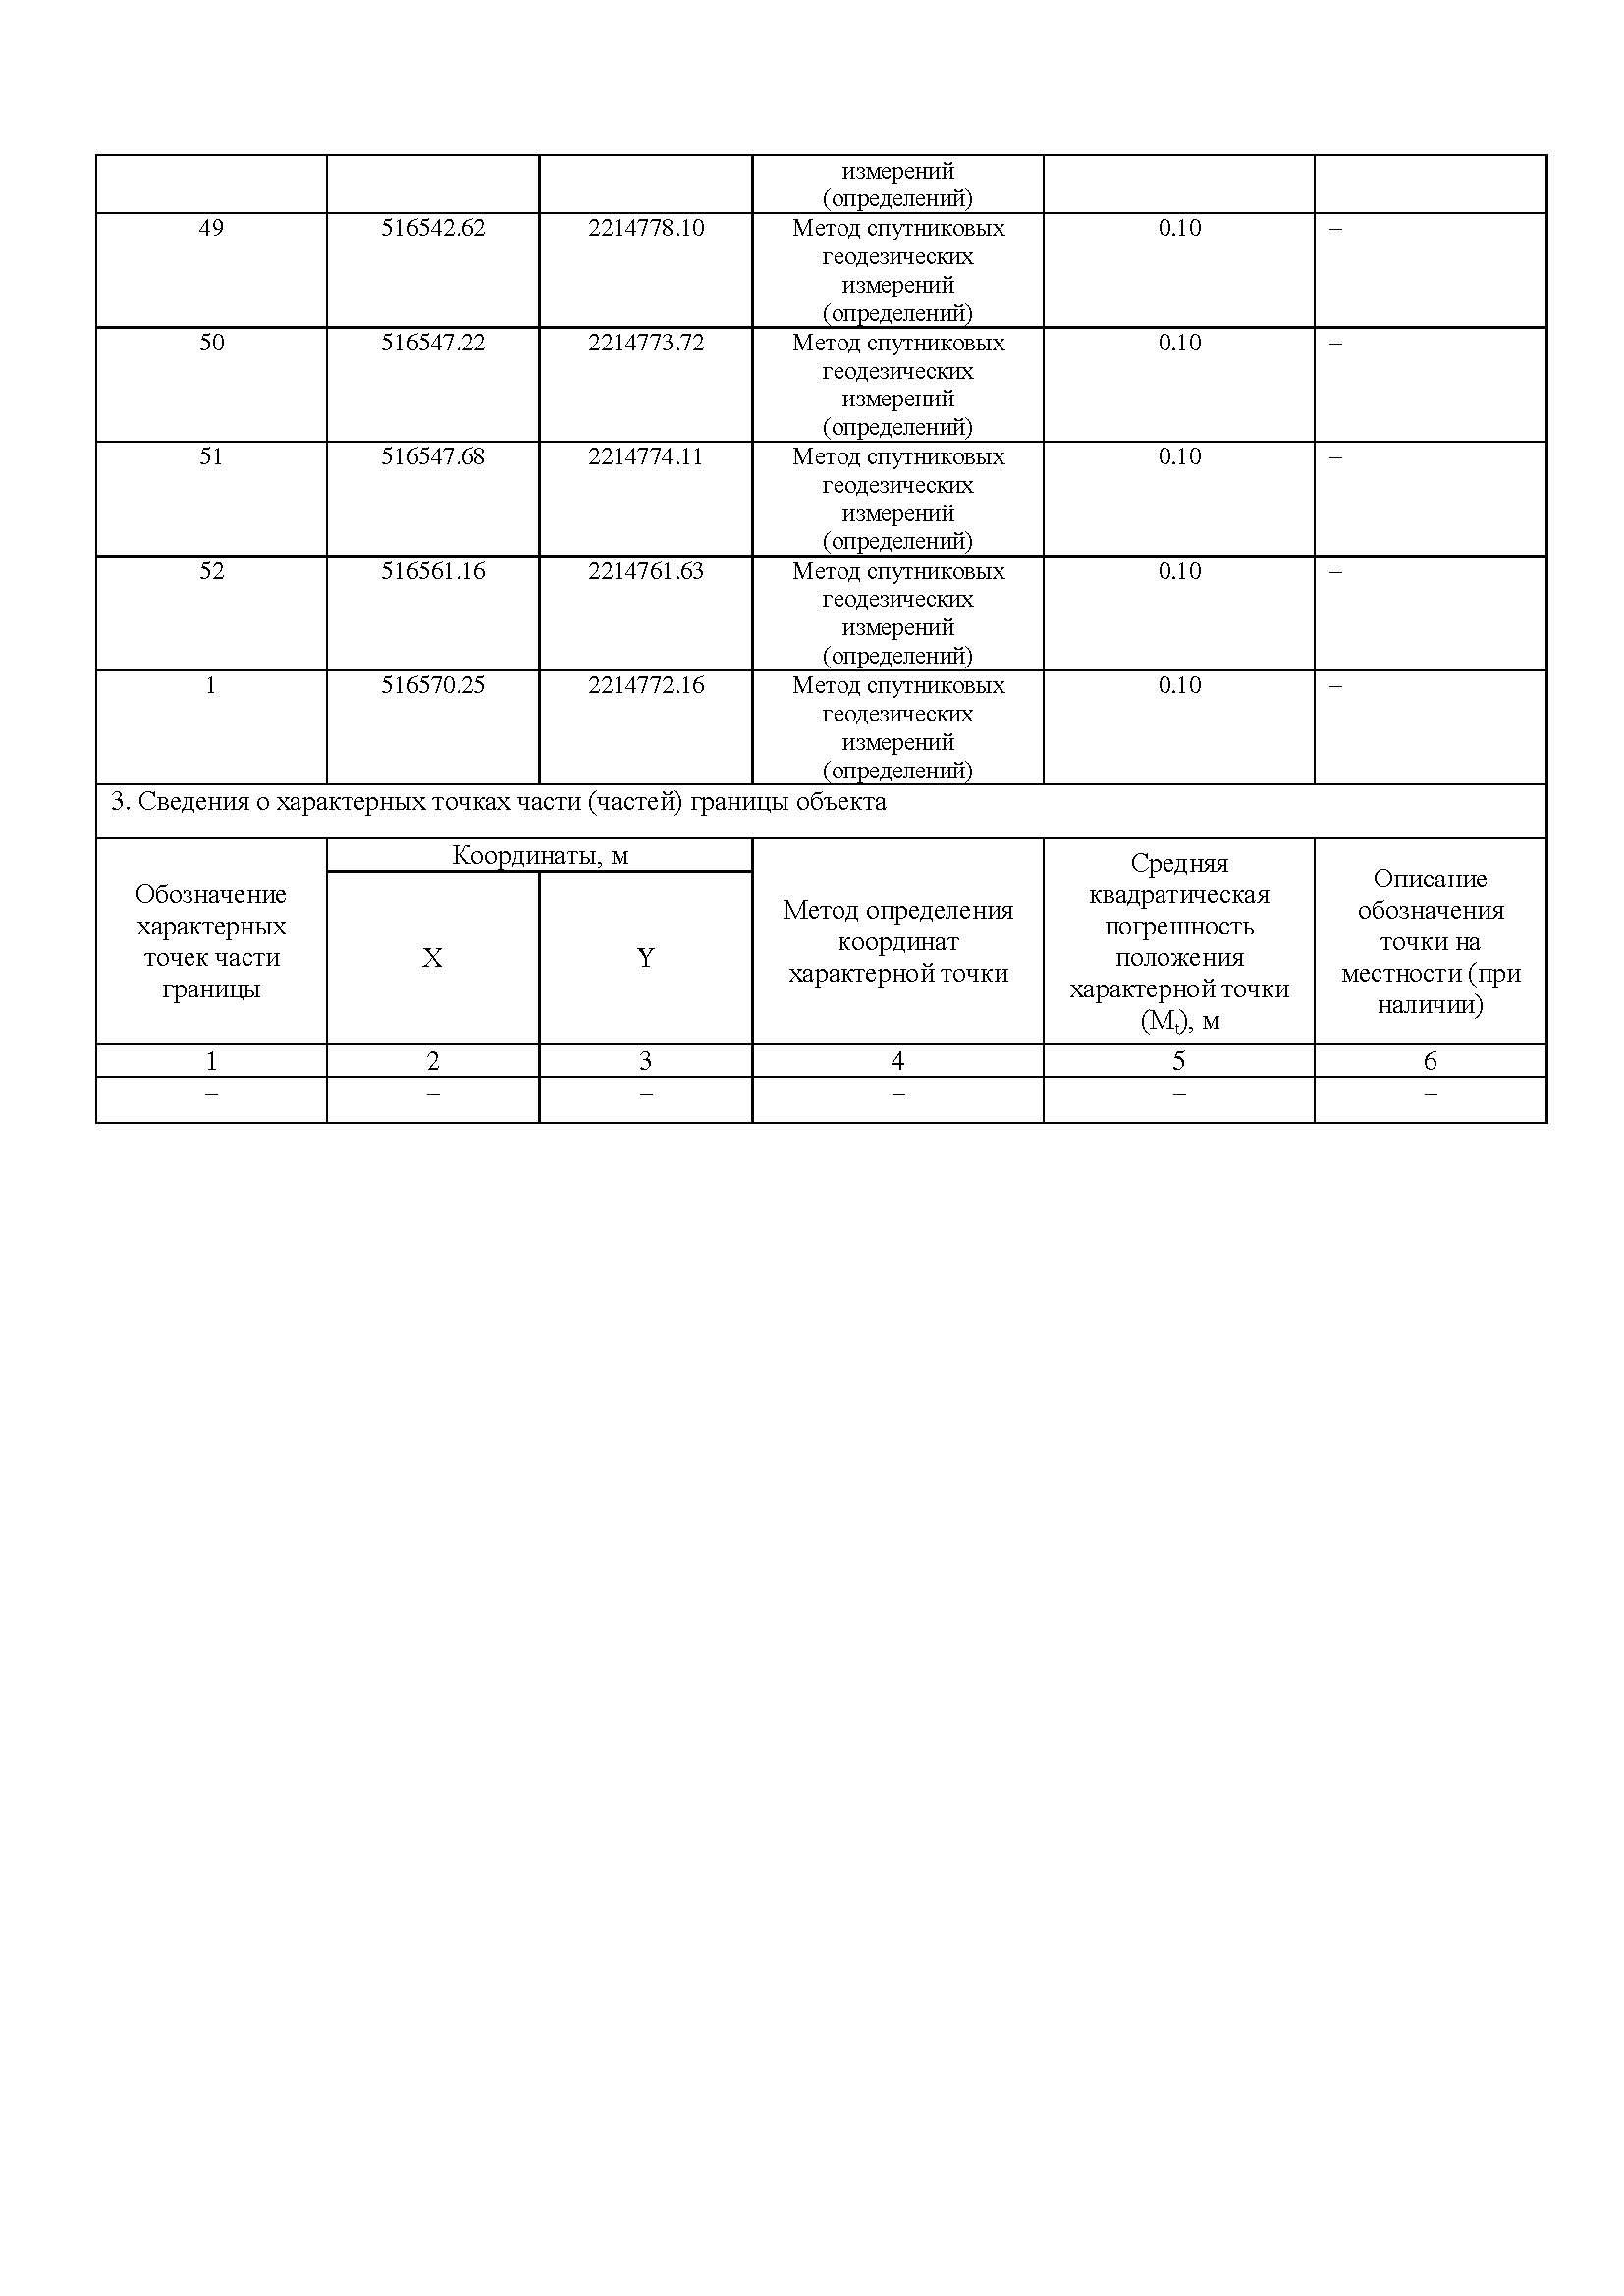 измерений
(определений)
49 516542.62 2214778.10 Метод спутниковых 0.10 –
геодезических
измерений
(определений)
50 516547.22 2214773.72 Метод спутниковых 0.10 –
геодезических
измерений
(определений)
51 516547.68 2214774.11 Метод спутниковых 0.10 –
геодезических
измерений
(определений)
52 516561.16 2214761.63 Метод спутниковых 0.10 –
геодезических
измерений
(определений)
1 516570.25 2214772.16 Метод спутниковых 0.10 –
геодезических
измерений
(определений)
3. Сведения о характерных точках части (частей) границы объекта
Обозначение
характерных
точек части
границы
Координаты, м
X
Y
Метод определения
координат
характерной точки
Средняя
квадратическая
погрешность
положения
характерной точки
(Mt), м
Описание
обозначения
точки на
местности (при
наличии)
1 2 3 4 5 6
– – – – – –